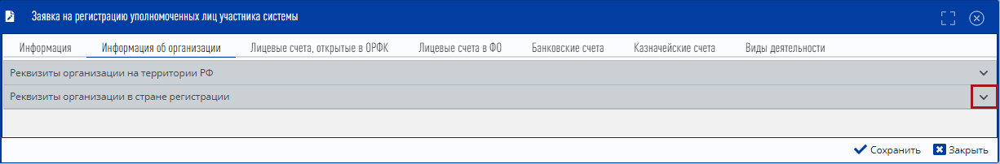 Заявка на регистрацию уполномоченных лиц участника системы
Информация Информация об организации Лицевые счета, открытые в ОРФК Лицевые счета в ФО Банковские счета Казначейские счета Виды деятельности
Реквизиты организации на территории РФ
Реквизиты организации в стране регистрации
Сохранить Закрыть